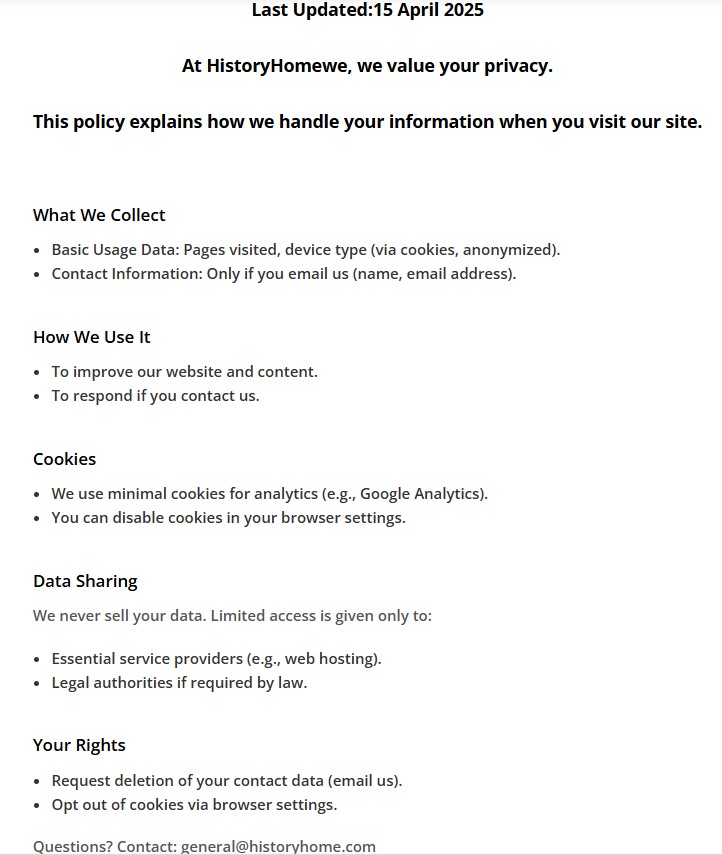 Last Updated:15 April 2025
At HistoryHomewe, we value your privacy.
This policy explains how we handle your information when you visit our site.
What We Collect
• Basic Usage Data: Pages visited, device type (via cookies, anonymized).
• Contact Information: Only if you email us (name, email address).
How We Use It
• To improve our website and content.
• To respond if you contact us.
Cookies
• We use minimal cookies for analytics (e.g., Google Analytics).
• You can disable cookies in your browser settings.
Data Sharing
We never sell your data. Limited access is given only to:
• Essential service providers (e.g., web hosting).
• Legal authorities if required by law.
Your Rights
• Request deletion of your contact data (email us).
• Opt out of cookies via browser settings.
Questions? Contact: general@historyhome.com